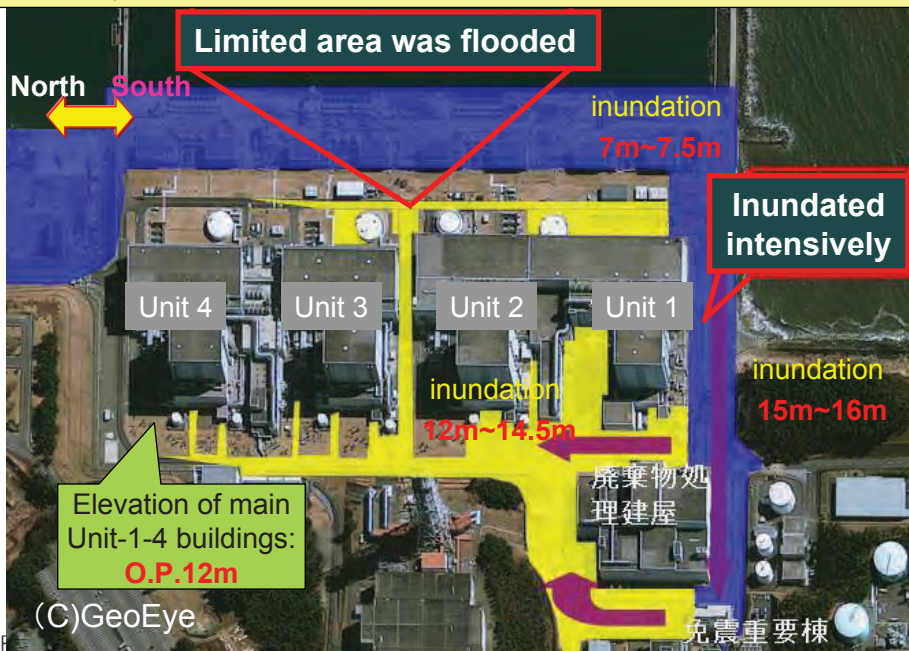 Limited area was flooded
North South
inundation
7m~7.5m
Inundated
intensively
Unit 4
Unit 3
Unit 2
Unit 1
inundation
15m~16m
inundation
12m~14.5m
廃棄物処
理建屋
Elevation of main
Unit-1-4 buildings:
O.P.12m
(C)GeoEye
免震重要棟